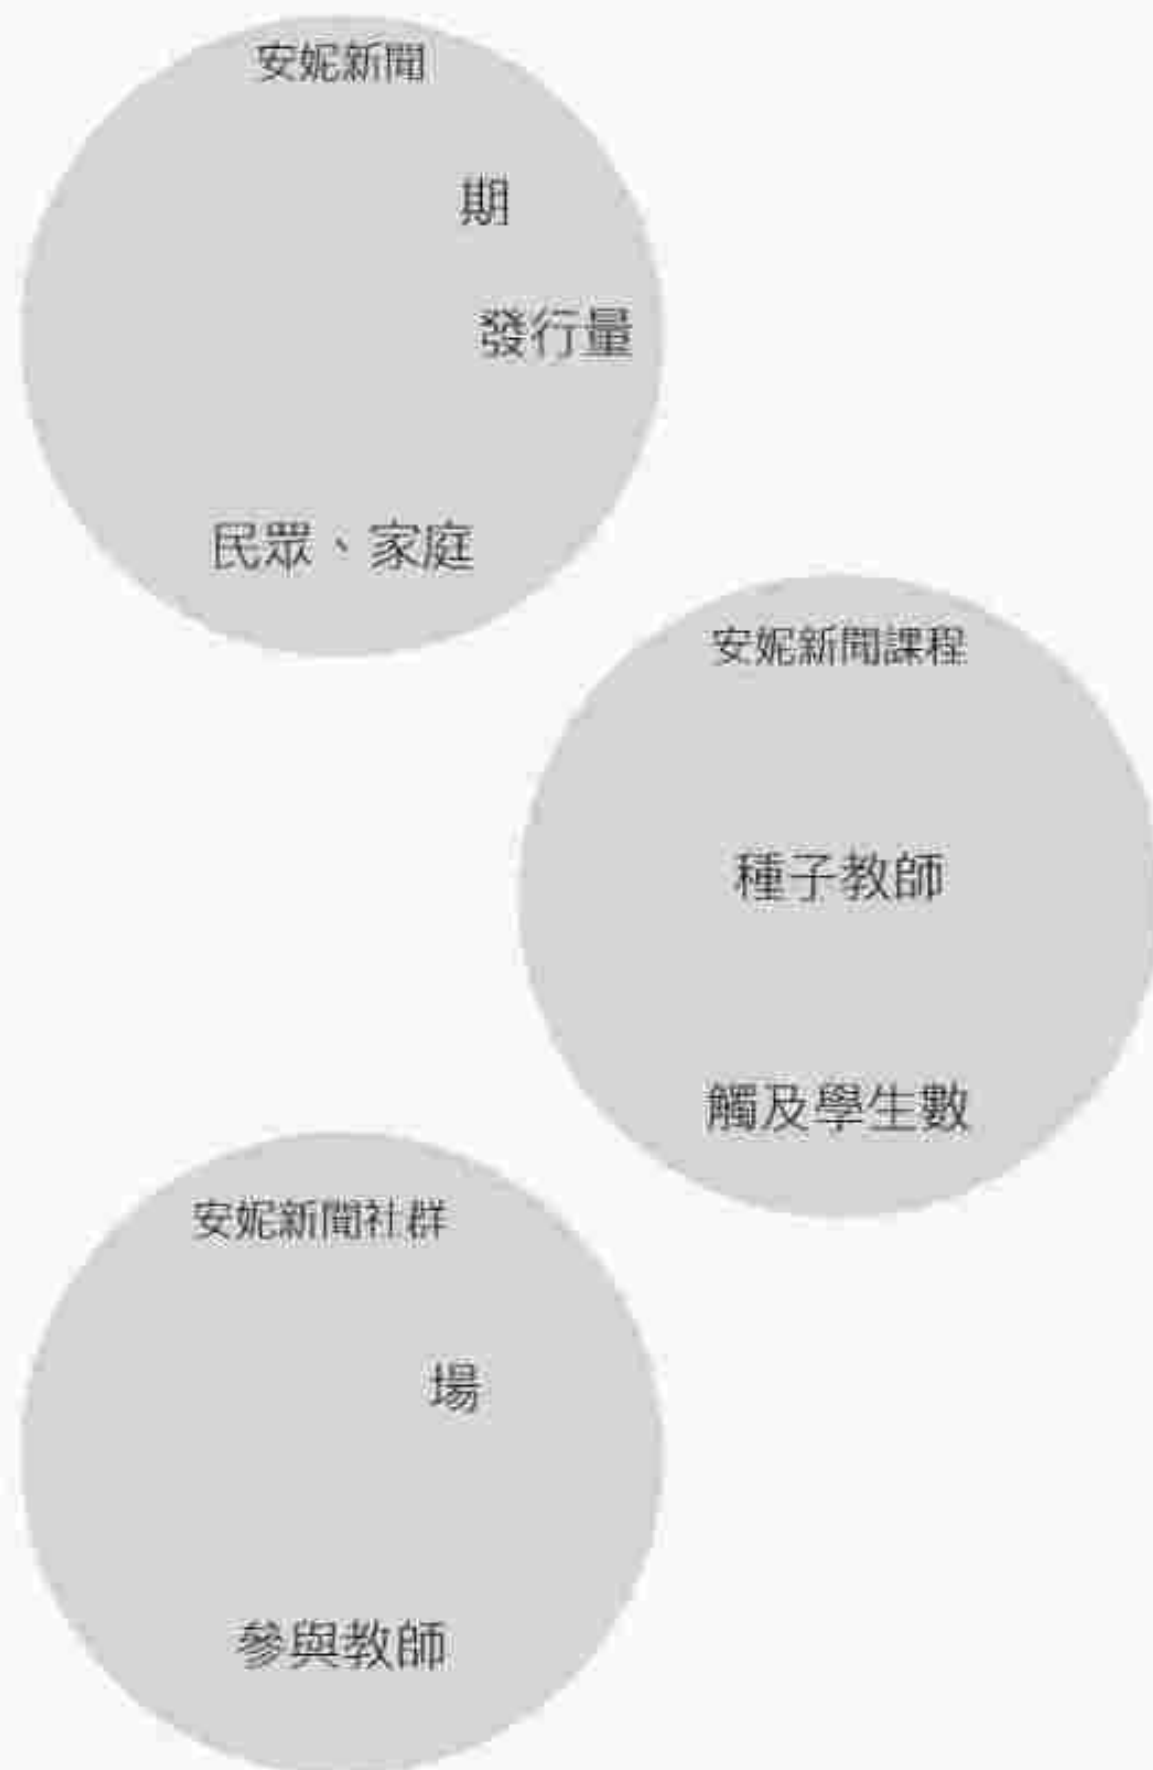 安妮新聞
期
發行量
民眾、家庭
安妮新聞課程
種子教師
觸及學生數
安妮新聞社群
場
參與教師